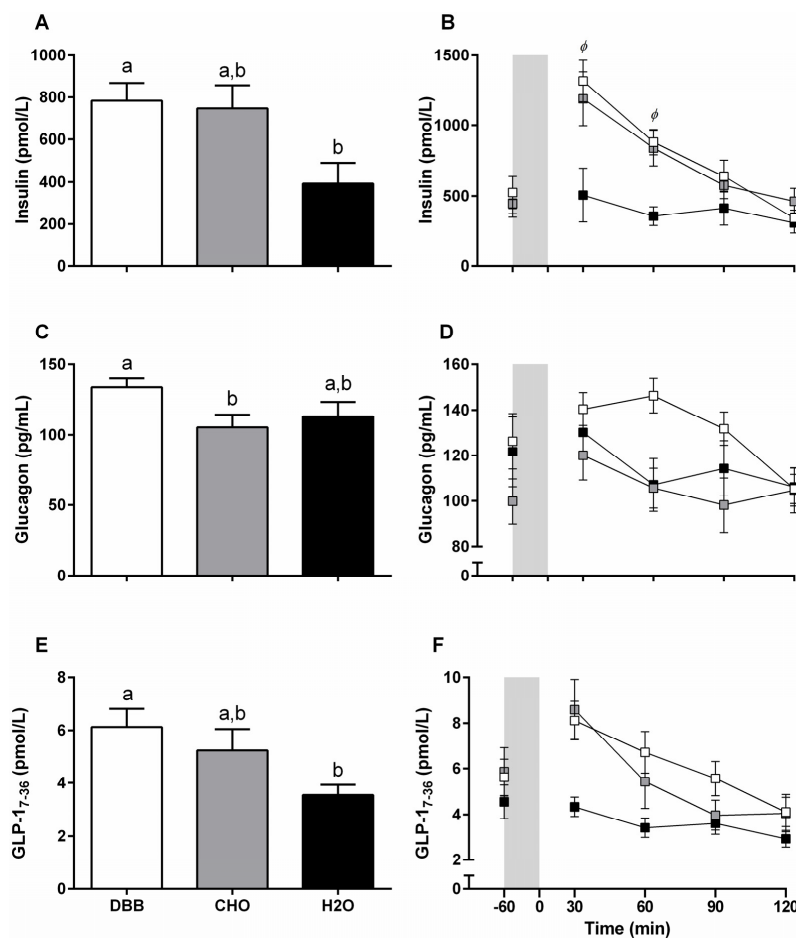 A
Insulin (pmol/L)
1000
800
600
400
200
0
a
a,b
b
B
Insulin (pmol/L)
1500
1000
500
0
ϕ
ϕ
C
Glucagon (pg/mL)
150
100
50
0
a
b
a,b
D
Glucagon (pg/mL)
160
140
120
100
80
0
E
GLP-1₇₋₃₆ (pmol/L)
8
6
4
2
0
a
a,b
b
DBB CHO H2O
F
GLP-1₇₋₃₆ (pmol/L)
10
8
6
4
2
0
-60 0 30 60 90 120
Time (min)